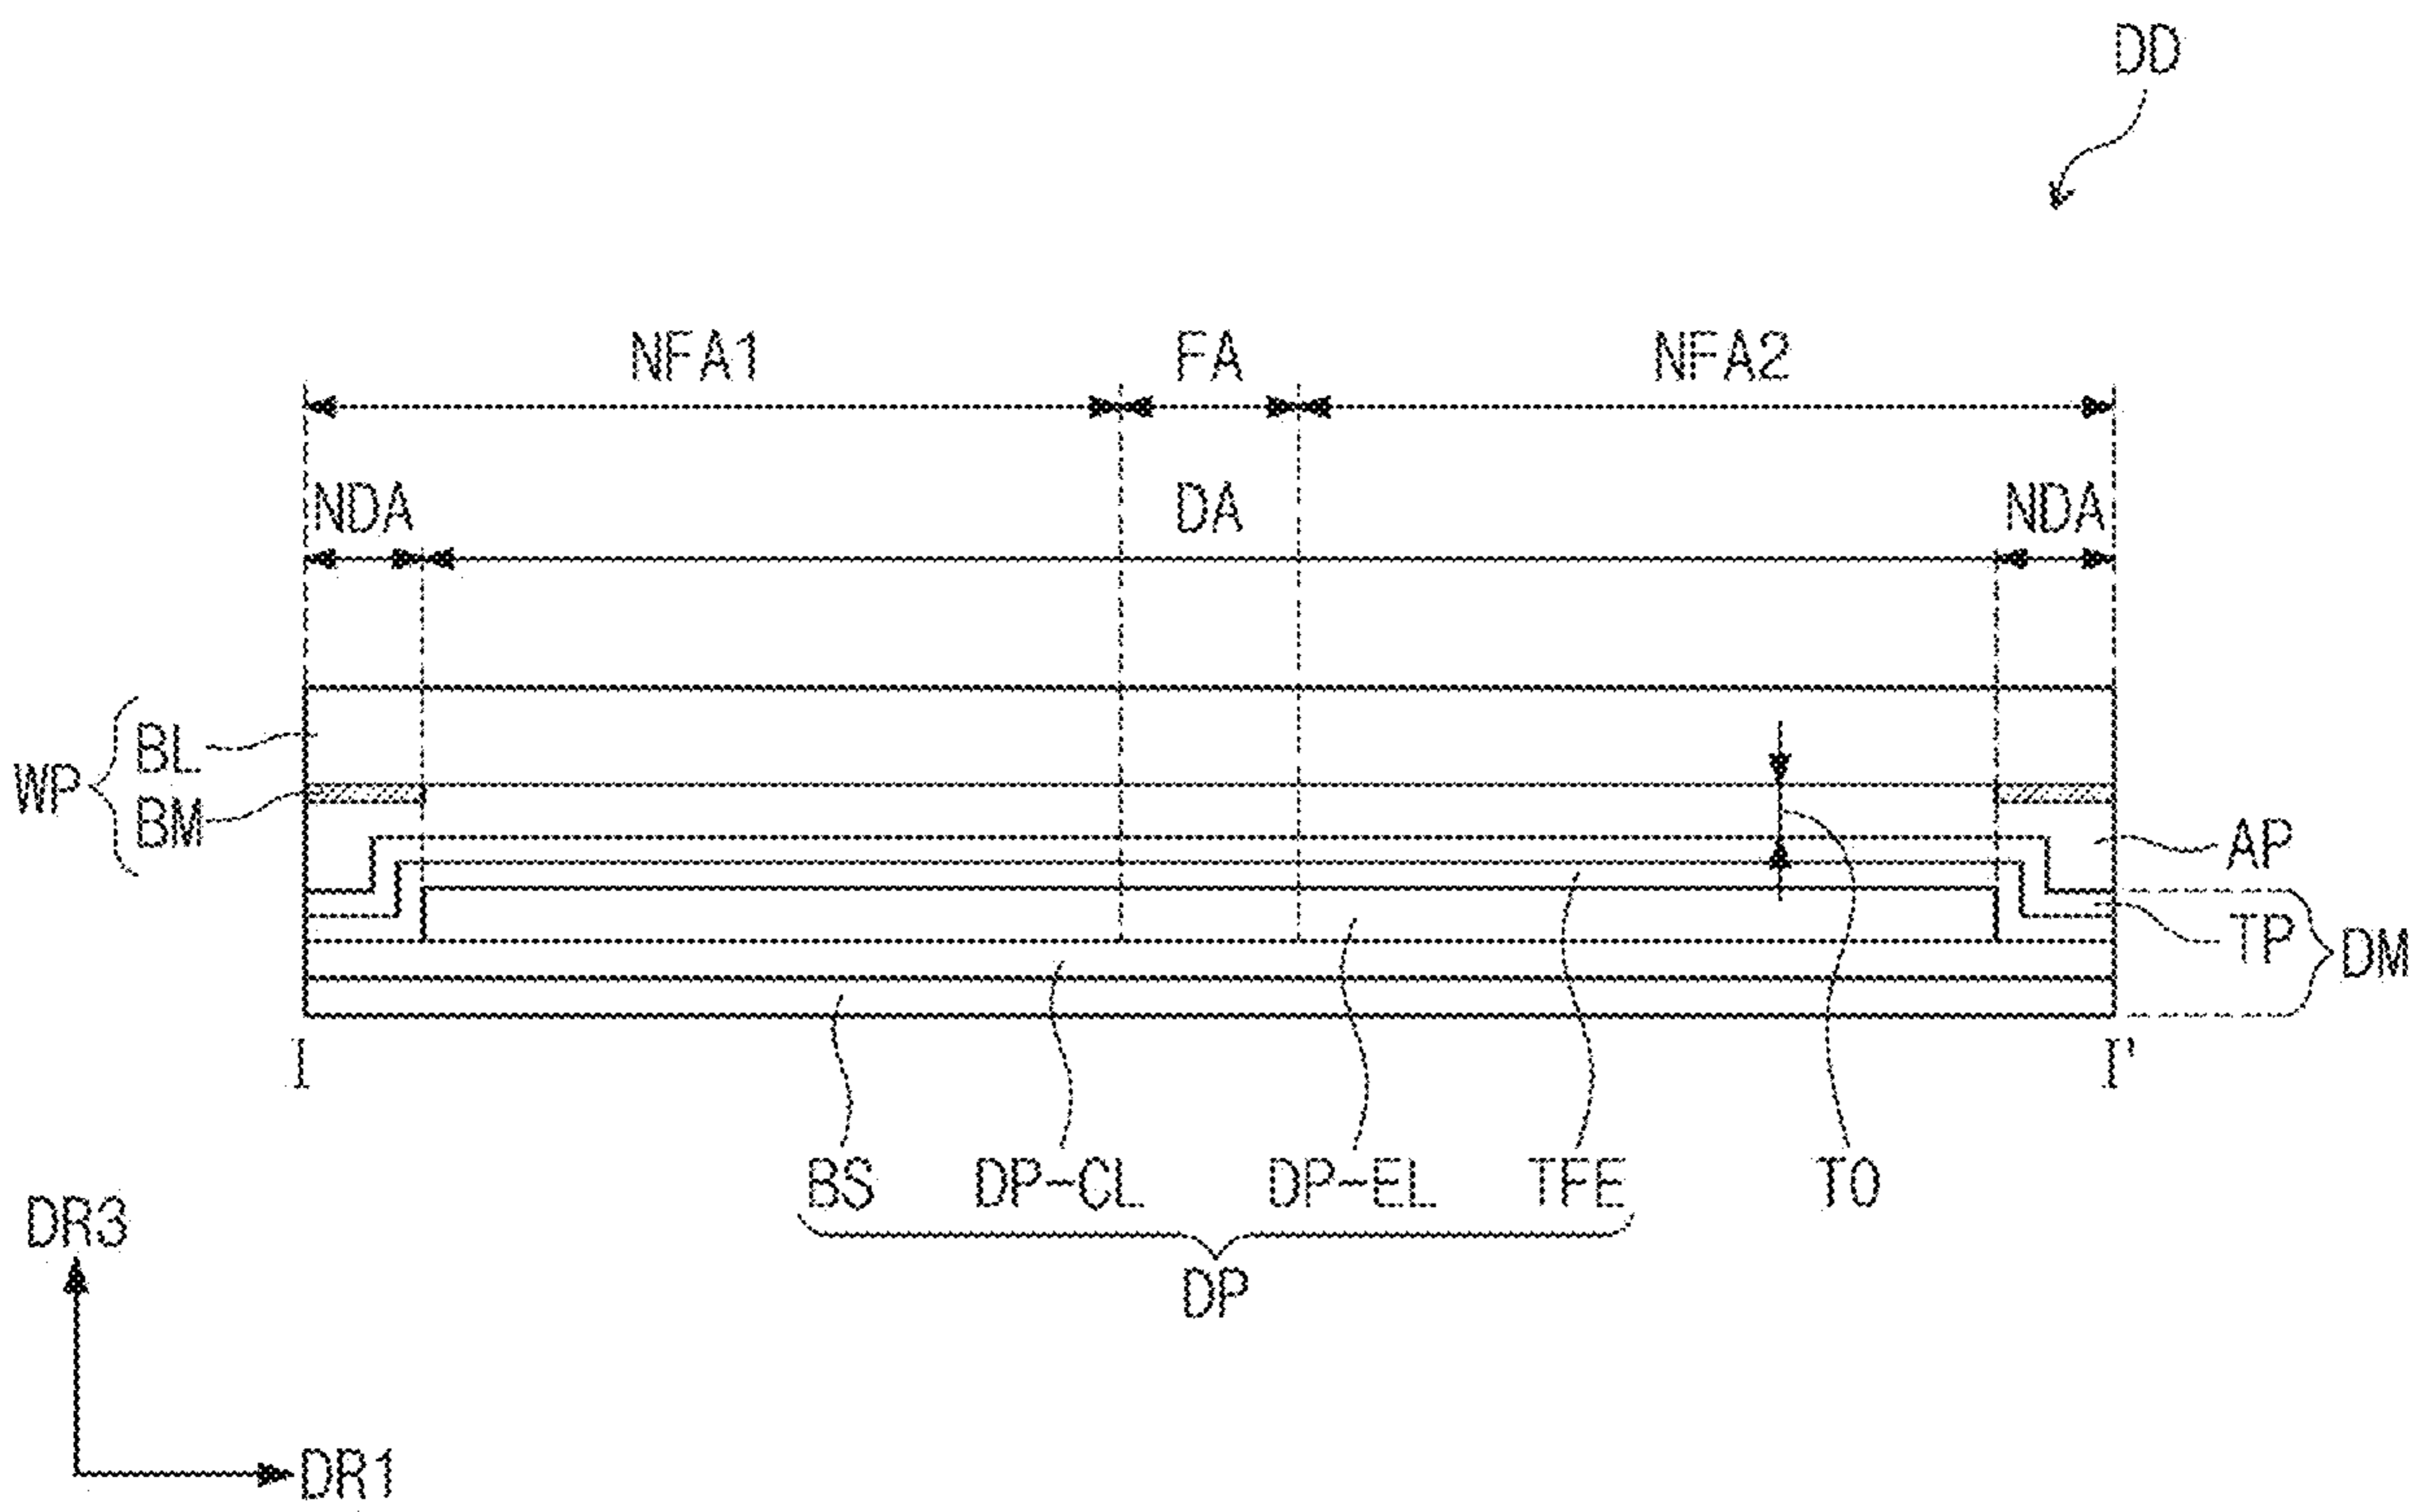 DD
NFA1 FA NFA2
NDA DA NDA
BL
WP
BM
AP
TP
DM
I I'
BS DP-CL DP-EL TFE TO
DR3
DP
DR1